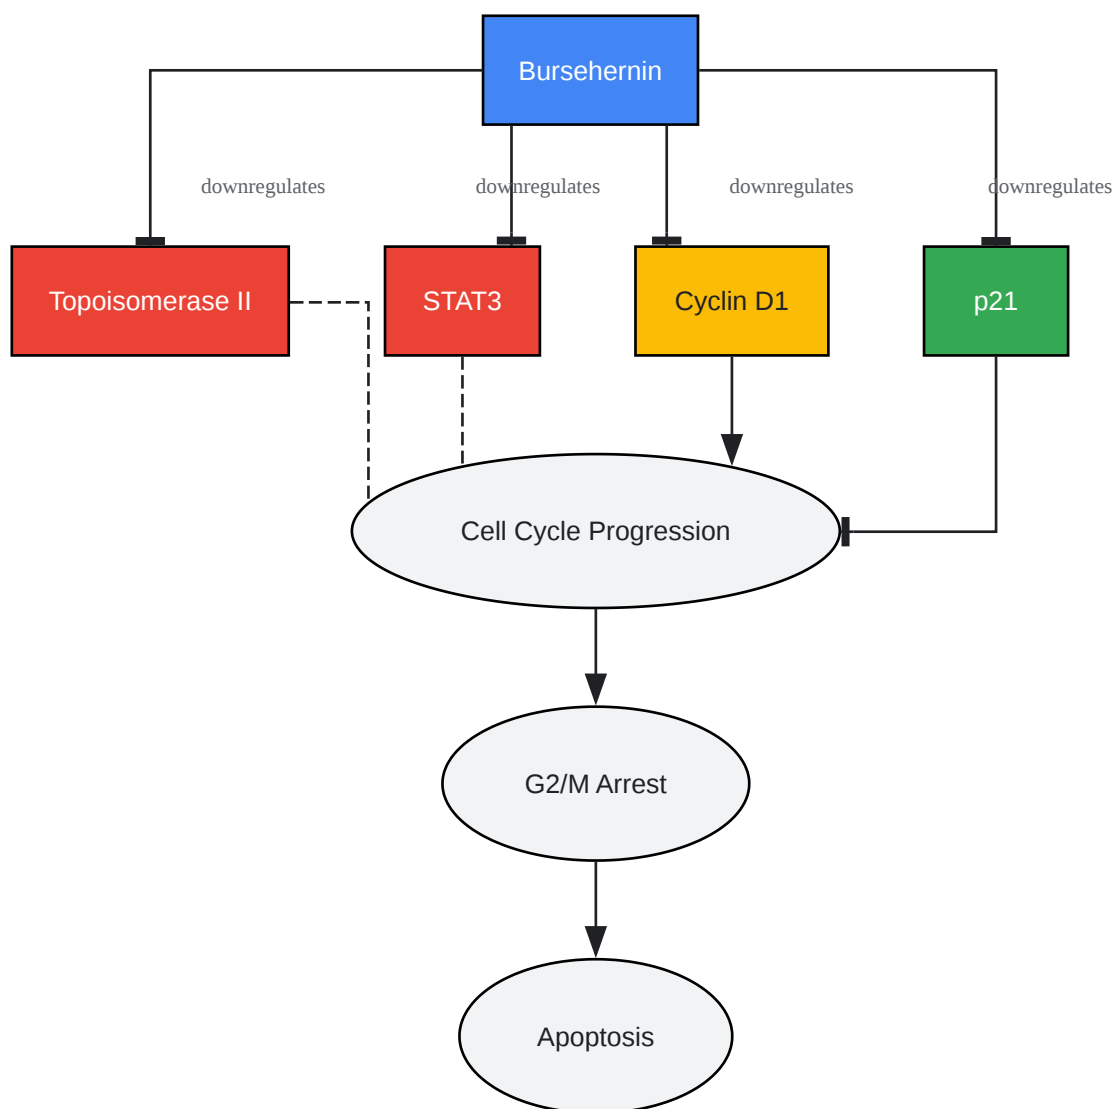 Bursehernin
downregulates
downregulates
downregulates
downregulates
Topoisomerase II
STAT3
Cyclin D1
p21
Cell Cycle Progression
G2/M Arrest
Apoptosis